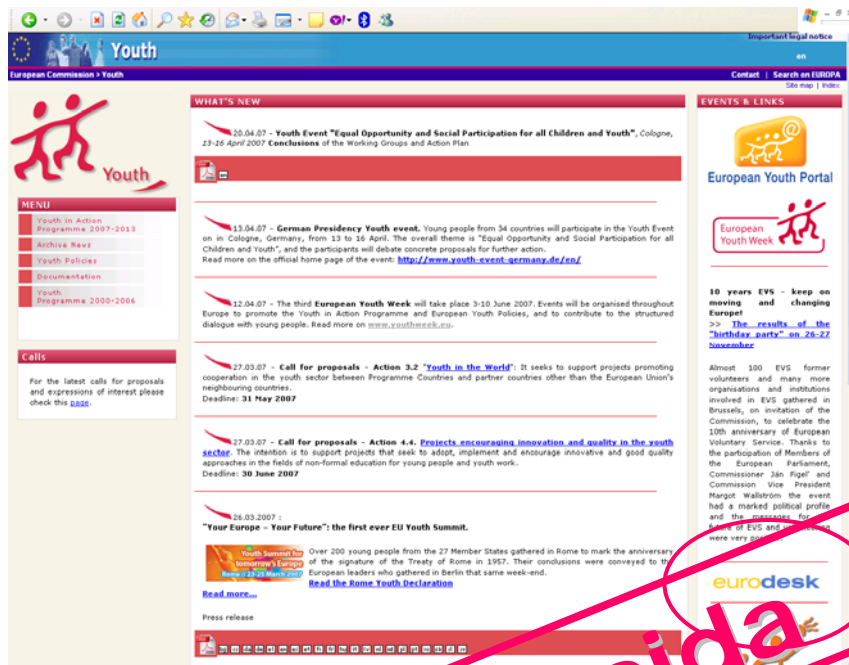 Important legal notice
Youth
en
European Commission > Youth
Contact | Search on EUROPA
Site map | Index
Youth
MENU
Youth in Action
Programme 2007-2013
Archive News
Youth Policies
Documentation
Youth
Programme 2000-2006
Calls
For the latest calls for proposals
and expressions of interest please
check this page.
WHAT'S NEW
20.04.07 - Youth Event "Equal Opportunity and Social Participation for all Children and Youth", Cologne,
13-16 April 2007 Conclusions of the Working Groups and Action Plan
en
13.04.07 - German Presidency Youth event. Young people from 34 countries will participate in the Youth Event
on in Cologne, Germany, from 13 to 16 April. The overall theme is "Equal Opportunity and Social Participation for all
Children and Youth", and the participants will debate concrete proposals for further action.
Read more on the official home page of the event: http://www.youth-event-germany.de/en/
12.04.07 - The third European Youth Week will take place 3-10 June 2007. Events will be organised throughout
Europe to promote the Youth in Action Programme and European Youth Policies, and to contribute to the structured
dialogue with young people. Read more on www.youthweek.eu.
27.03.07 - Call for proposals - Action 3.2 "Youth in the World": It seeks to support projects promoting
cooperation in the youth sector between Programme Countries and partner countries other than the European Union's
neighbouring countries.
Deadline: 31 May 2007
27.03.07 - Call for proposals - Action 4.4. Projects encouraging innovation and quality in the youth
sector. The intention is to support projects that seek to adopt, implement and encourage innovative and good quality
approaches in the fields of non-formal education for young people and youth work.
Deadline: 30 June 2007
26.03.2007 :
"Your Europe – Your Future": the first ever EU Youth Summit.
Youth Summit for
tomorrow's Europe
Rome // 23-25 March 2007
Over 200 young people from the 27 Member States gathered in Rome to mark the anniversary
of the signature of the Treaty of Rome in 1957. Their conclusions were conveyed to the
European leaders who gathered in Berlin that same week-end.
Read the Rome Youth Declaration
Read more...
Press release
EVENTS & LINKS
European Youth Portal
European
Youth Week
10 years EVS - keep on
moving and changing
Europe!
>> The results of the
"birthday party" on 26-27
November
Almost 100 EVS former
volunteers and many more
organisations and institutions
involved in EVS gathered in
Brussels, on invitation of the
Commission, to celebrate the
10th anniversary of European
Voluntary Service. Thanks to
the participation of Members of
the European Parliament,
Commissioner Ján Figel' and
Commission Vice President
Margot Wallström the event
had a marked political profile
and the messages for
future of EVS and
were very
eurodesk